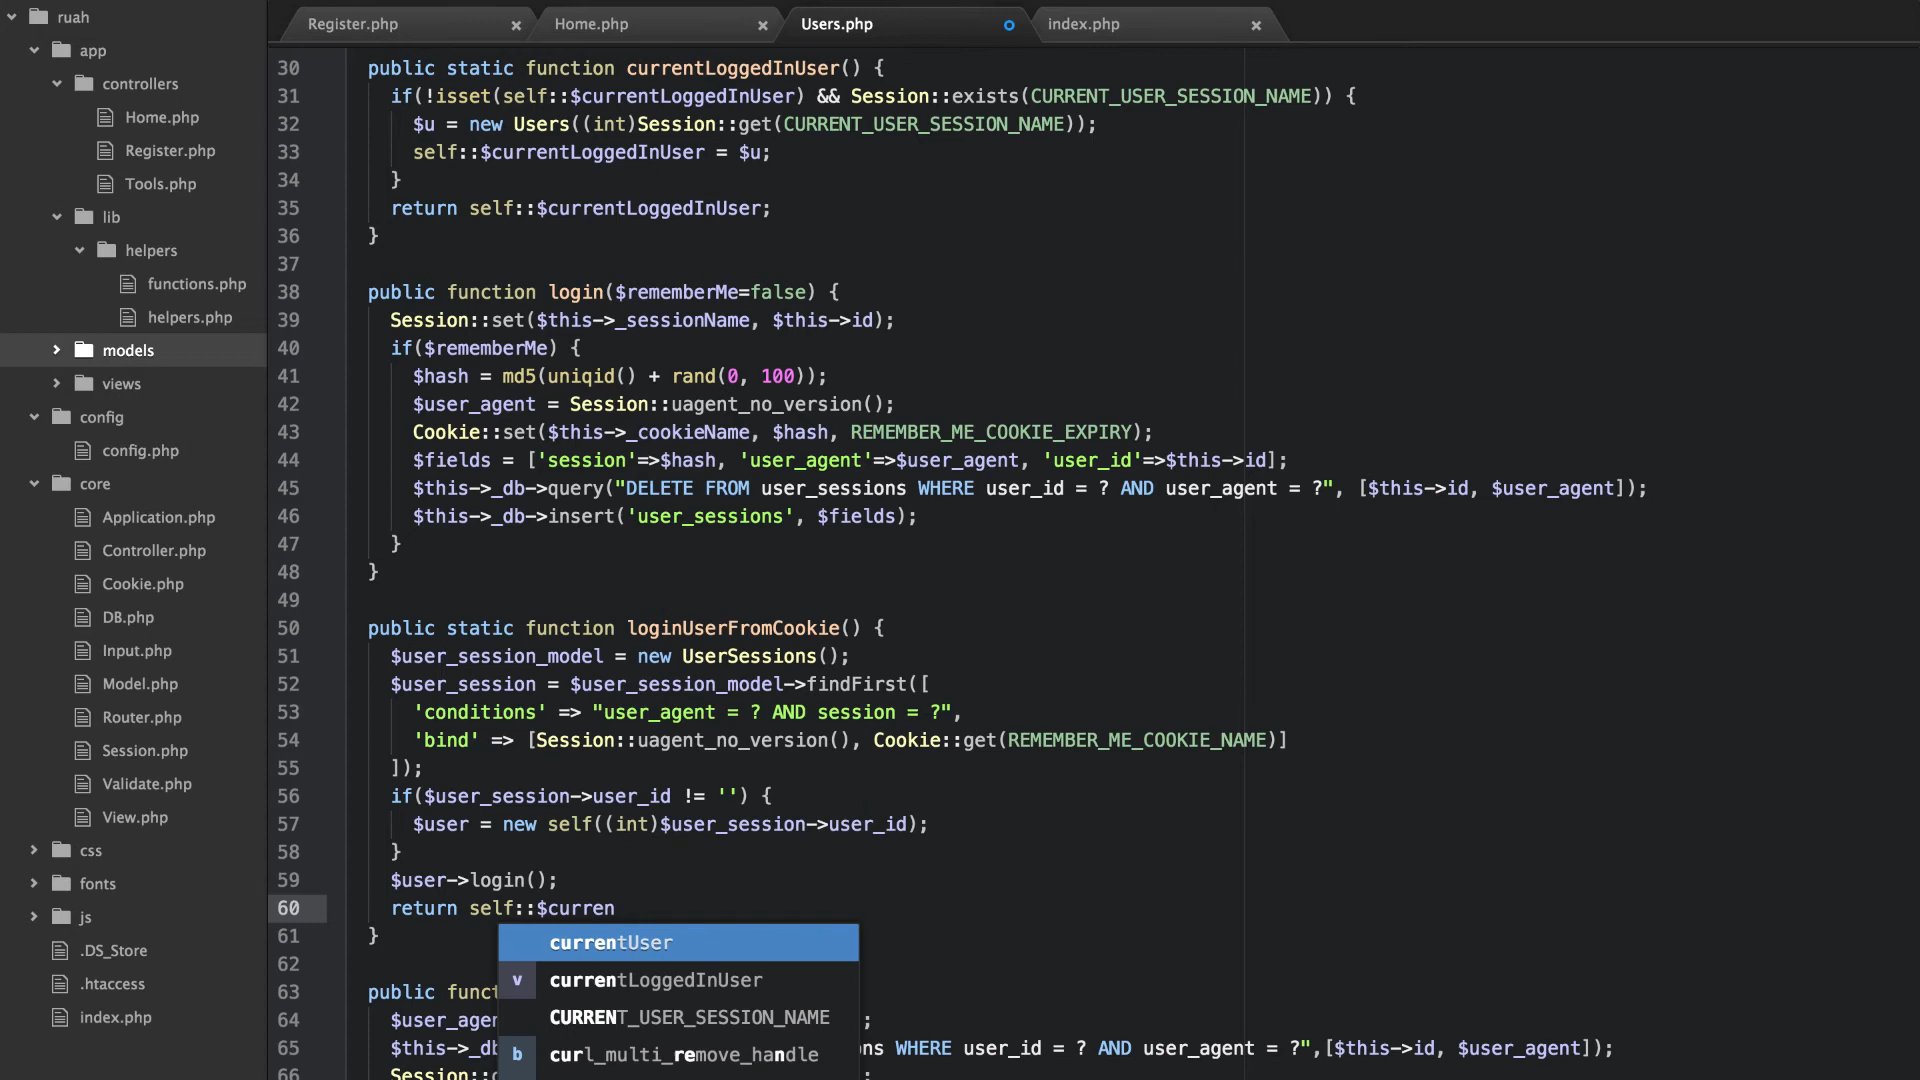 ruah
app
controllers
Home.php
Register.php
Tools.php
lib
helpers
functions.php
helpers.php
models
views
config
config.php
core
Application.php
Controller.php
Cookie.php
DB.php
Input.php
Model.php
Router.php
Session.php
Validate.php
View.php
css
fonts
js
.DS_Store
.htaccess
index.php
Register.php × Home.php × Users.php index.php ×
30 public static function currentLoggedInUser() {
31 if(!isset(self::$currentLoggedInUser) && Session::exists(CURRENT_USER_SESSION_NAME)) {
32 $u = new Users((int)Session::get(CURRENT_USER_SESSION_NAME));
33 self::$currentLoggedInUser = $u;
34 }
35 return self::$currentLoggedInUser;
36 }
37
38 public function login($rememberMe=false) {
39 Session::set($this->_sessionName, $this->id);
40 if($rememberMe) {
41 $hash = md5(uniqid() + rand(0, 100));
42 $user_agent = Session::uagent_no_version();
43 Cookie::set($this->_cookieName, $hash, REMEMBER_ME_COOKIE_EXPIRY);
44 $fields = ['session'=>$hash, 'user_agent'=>$user_agent, 'user_id'=>$this->id];
45 $this->_db->query("DELETE FROM user_sessions WHERE user_id = ? AND user_agent = ?", [$this->id, $user_agent]);
46 $this->_db->insert('user_sessions', $fields);
47 }
48 }
49
50 public static function loginUserFromCookie() {
51 $user_session_model = new UserSessions();
52 $user_session = $user_session_model->findFirst([
53 'conditions' => "user_agent = ? AND session = ?",
54 'bind' => [Session::uagent_no_version(), Cookie::get(REMEMBER_ME_COOKIE_NAME)]
55 ]);
56 if($user_session->user_id != '') {
57 $user = new self((int)$user_session->user_id);
58 }
59 $user->login();
60 return self::$curren
61 }
currentUser
62
v currentLoggedInUser
63 public funct
CURRENT_USER_SESSION_NAME
64 $user_agen ;
65 $this->_db ns WHERE user_id = ? AND user_agent = ?",[$this->id, $user_agent]);
b curl_multi_remove_handle
66 Session:: ;